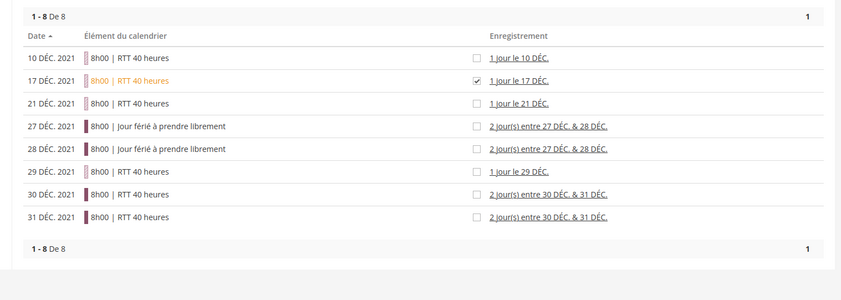 1 - 8 De 8 1
Date Élément du calendrier Enregistrement
10 DÉC. 2021 8h00 | RTT 40 heures 1 jour le 10 DÉC.
17 DÉC. 2021 8h00 | RTT 40 heures 1 jour le 17 DÉC.
21 DÉC. 2021 8h00 | RTT 40 heures 1 jour le 21 DÉC.
27 DÉC. 2021 8h00 | Jour férié à prendre librement 2 jour(s) entre 27 DÉC. & 28 DÉC.
28 DÉC. 2021 8h00 | Jour férié à prendre librement 2 jour(s) entre 27 DÉC. & 28 DÉC.
29 DÉC. 2021 8h00 | RTT 40 heures 1 jour le 29 DÉC.
30 DÉC. 2021 8h00 | RTT 40 heures 2 jour(s) entre 30 DÉC. & 31 DÉC.
31 DÉC. 2021 8h00 | RTT 40 heures 2 jour(s) entre 30 DÉC. & 31 DÉC.
1 - 8 De 8 1